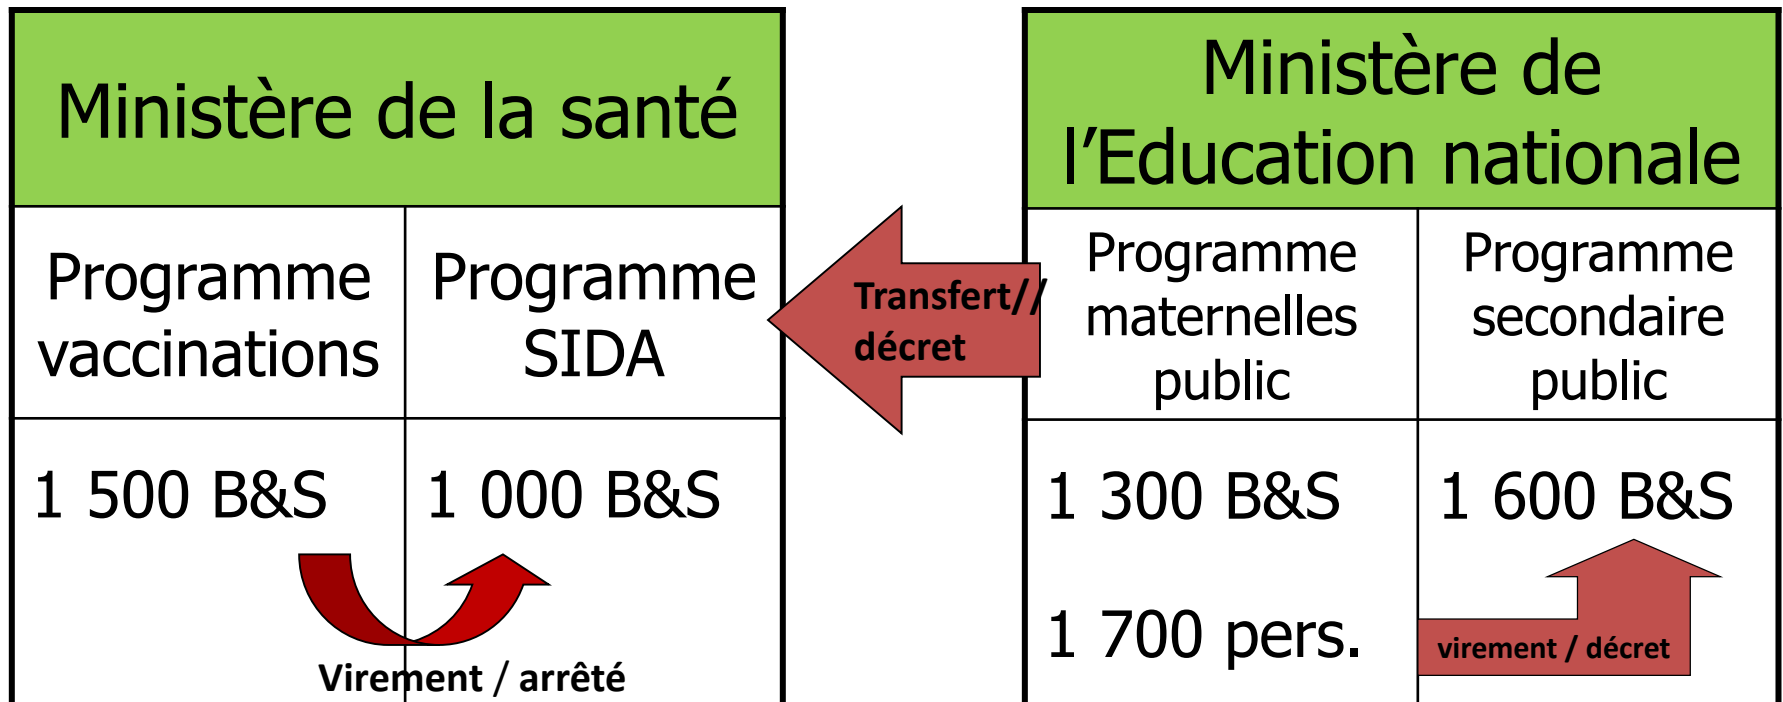 Ministère de la santé
Programme
vaccinations
Programme
SIDA
1 500 B&S
1 000 B&S
Virement / arrêté
Transfert//
décret
Ministère de
l’Education nationale
Programme
maternelles
public
Programme
secondaire
public
1 300 B&S
1 600 B&S
1 700 pers.
virement / décret